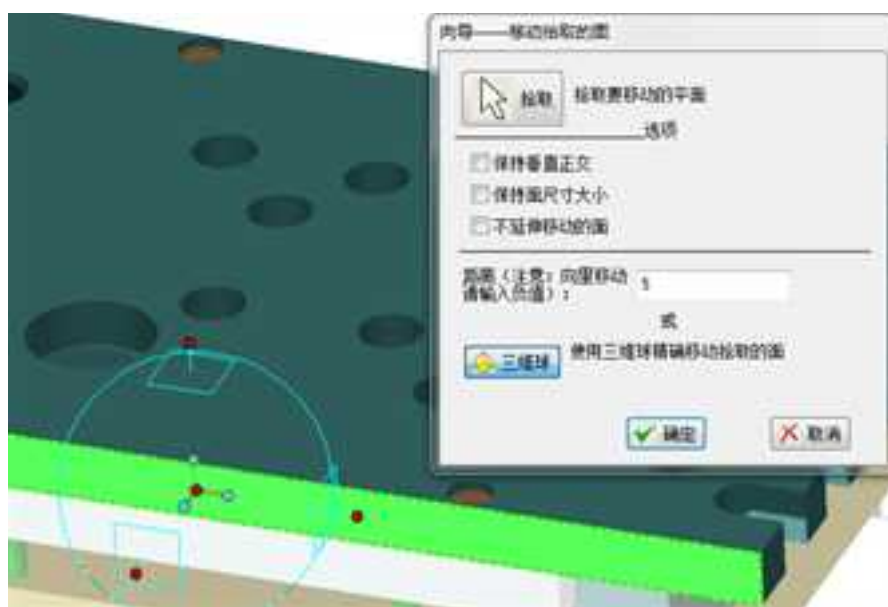 向导——移动拾取的面
拾取 拾取要移动的平面
选项
保持垂直正交
保持面尺寸大小
不延伸移动的面
距离（注意：向里移动
请输入负值）：
5
或
三维球 使用三维球精确移动拾取的面
确定 取消